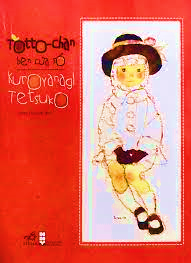 Totto-chan
bên cửa sổ
Kuroyanagi
Tetsuko